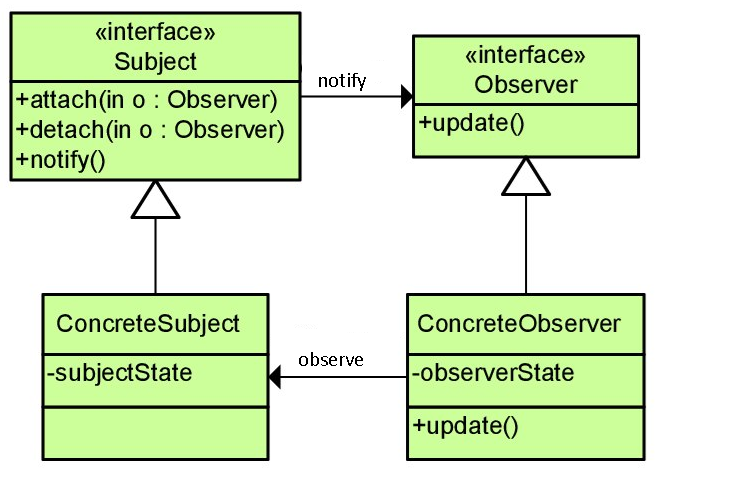 «interface»
Subject
+attach(in o : Observer)
+detach(in o : Observer)
+notify()
notify
«interface»
Observer
+update()
ConcreteSubject
-subjectState
observe
ConcreteObserver
-observerState
+update()